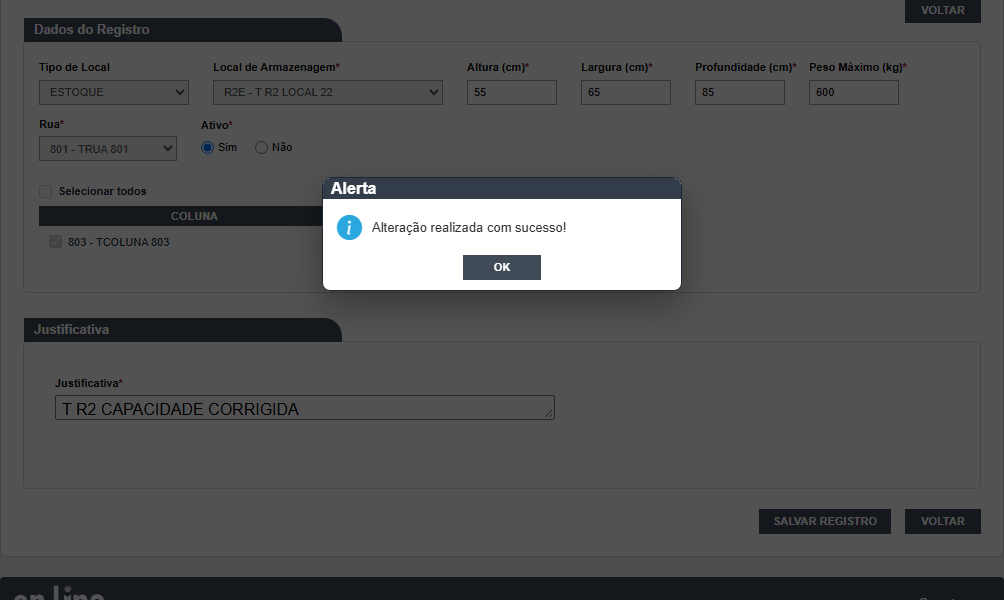 VOLTAR
Dados do Registro
Tipo de Local
Local de Armazenagem*
Altura (cm)*
Largura (cm)*
Profundidade (cm)*
Peso Máximo (kg)*
ESTOQUE
R2E - T R2 LOCAL 22
55
65
85
600
Rua*
Ativo*
801 - TRUA 801
Sim
Não
Alerta
Selecionar todos
COLUNA
Alteração realizada com sucesso!
803 - TCOLUNA 803
OK
Justificativa
Justificativa*
T R2 CAPACIDADE CORRIGIDA
SALVAR REGISTRO
VOLTAR